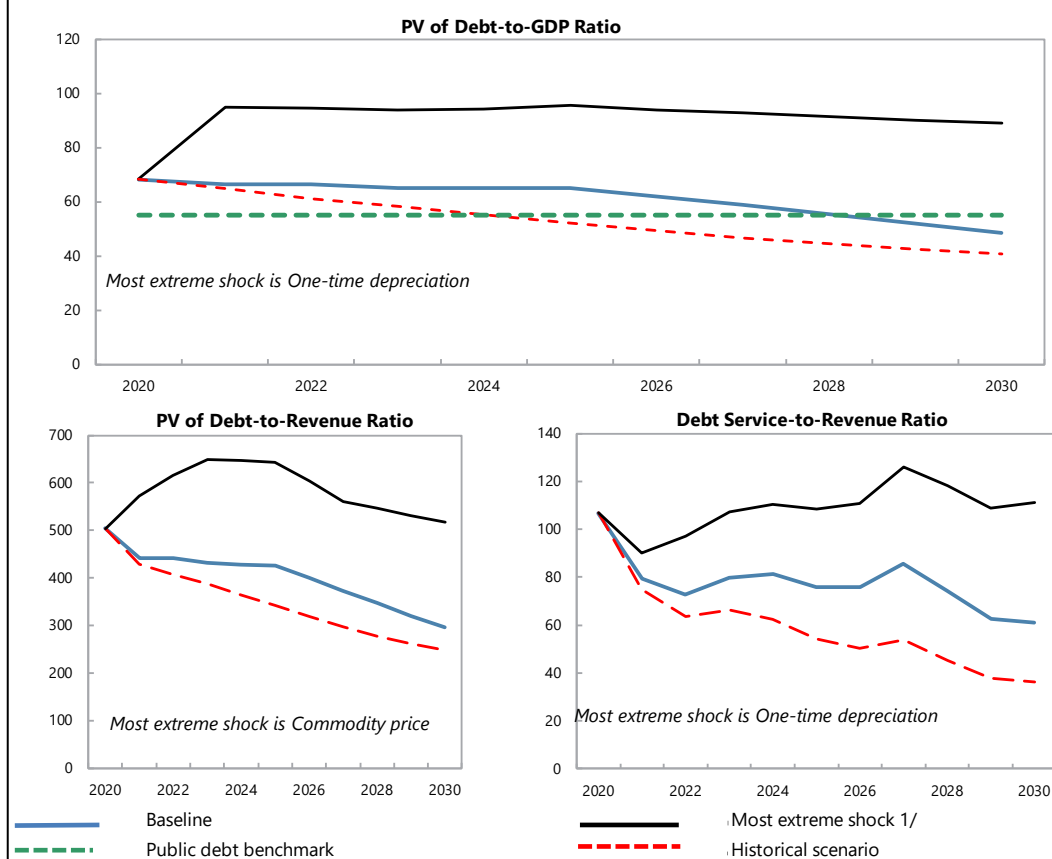 PV of Debt-to-GDP Ratio
120
100
80
60
40
20
0
Most extreme shock is One-time depreciation
2020 2022 2024 2026 2028 2030
PV of Debt-to-Revenue Ratio
700
600
500
400
300
200
100
0
Most extreme shock is Commodity price
2020 2022 2024 2026 2028 2030
Debt Service-to-Revenue Ratio
140
120
100
80
60
40
20
0
Most extreme shock is One-time depreciation
2020 2022 2024 2026 2028 2030
Baseline
Most extreme shock 1/
Public debt benchmark
Historical scenario